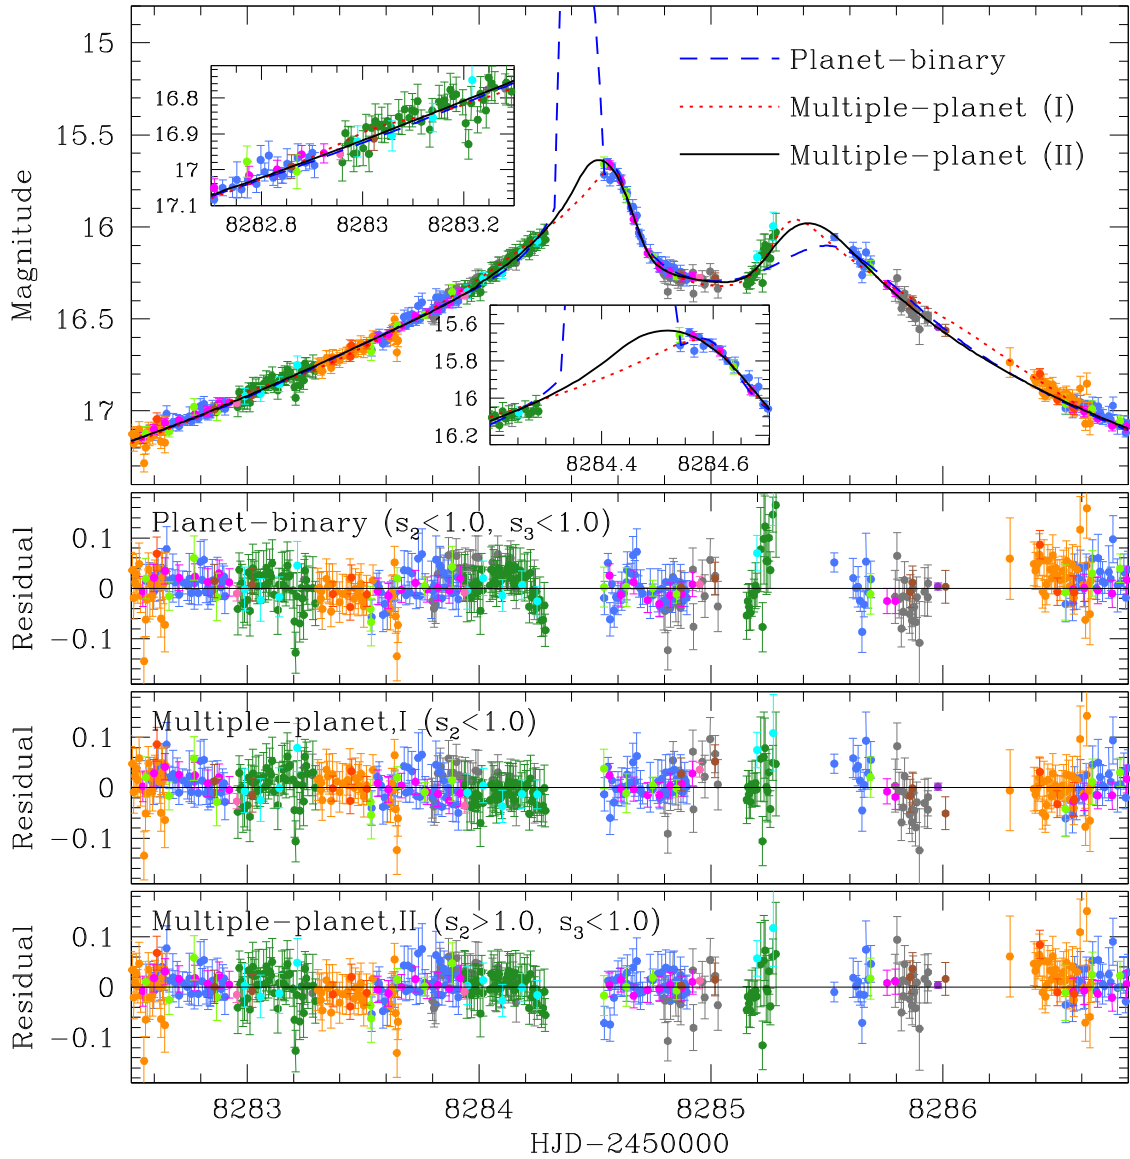 15
15.5
16
16.5
17
Magnitude
Planet-binary
Multiple-planet (I)
Multiple-planet (II)
16.8
16.9
17
17.1
8282.8
8283
8283.2
15.6
15.8
16
16.2
8284.4
8284.6
Planet-binary (s₂<1.0, s₃<1.0)
0.1
0
-0.1
Residual
Multiple-planet,I (s₂<1.0)
0.1
0
-0.1
Residual
Multiple-planet,II (s₂>1.0, s₃<1.0)
0.1
0
-0.1
Residual
8283
8284
8285
8286
HJD-2450000